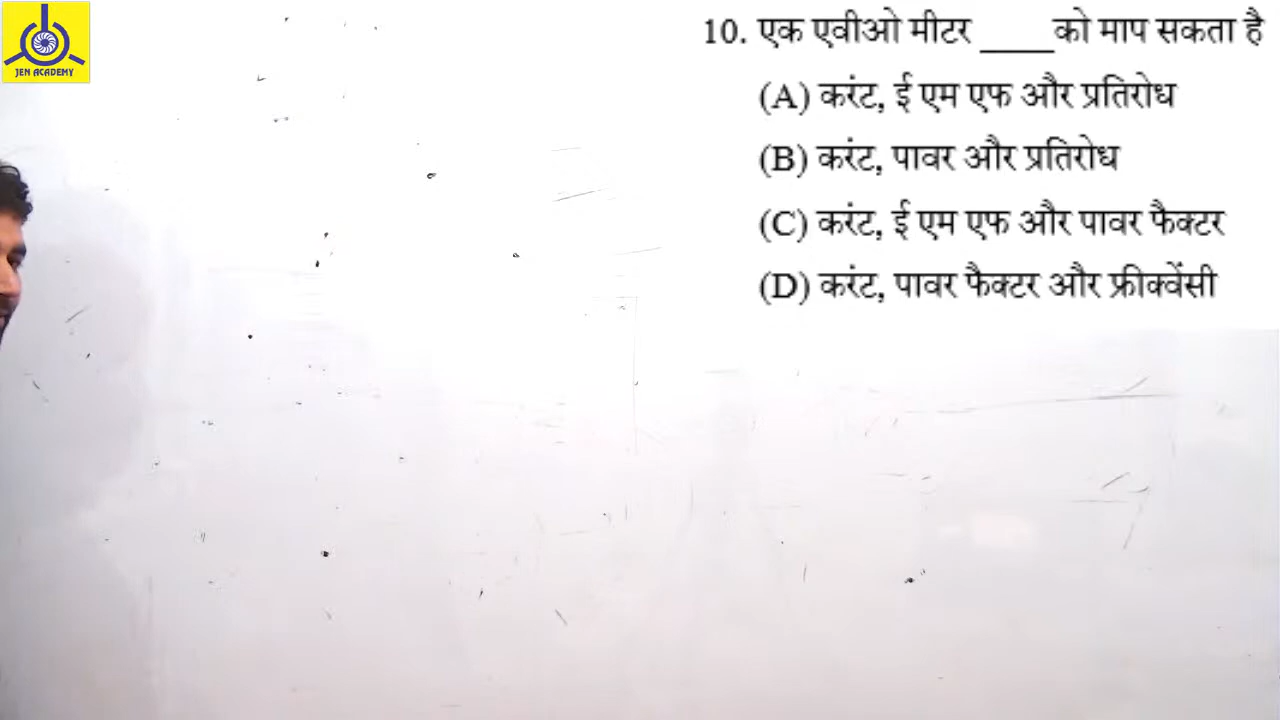 JEN ACADEMY
10. एक एवीओ मीटर ____को माप सकता है
(A) करंट, ई एम एफ और प्रतिरोध
(B) करंट, पावर और प्रतिरोध
(C) करंट, ई एम एफ और पावर फैक्टर
(D) करंट, पावर फैक्टर और फ्रीक्वेंसी